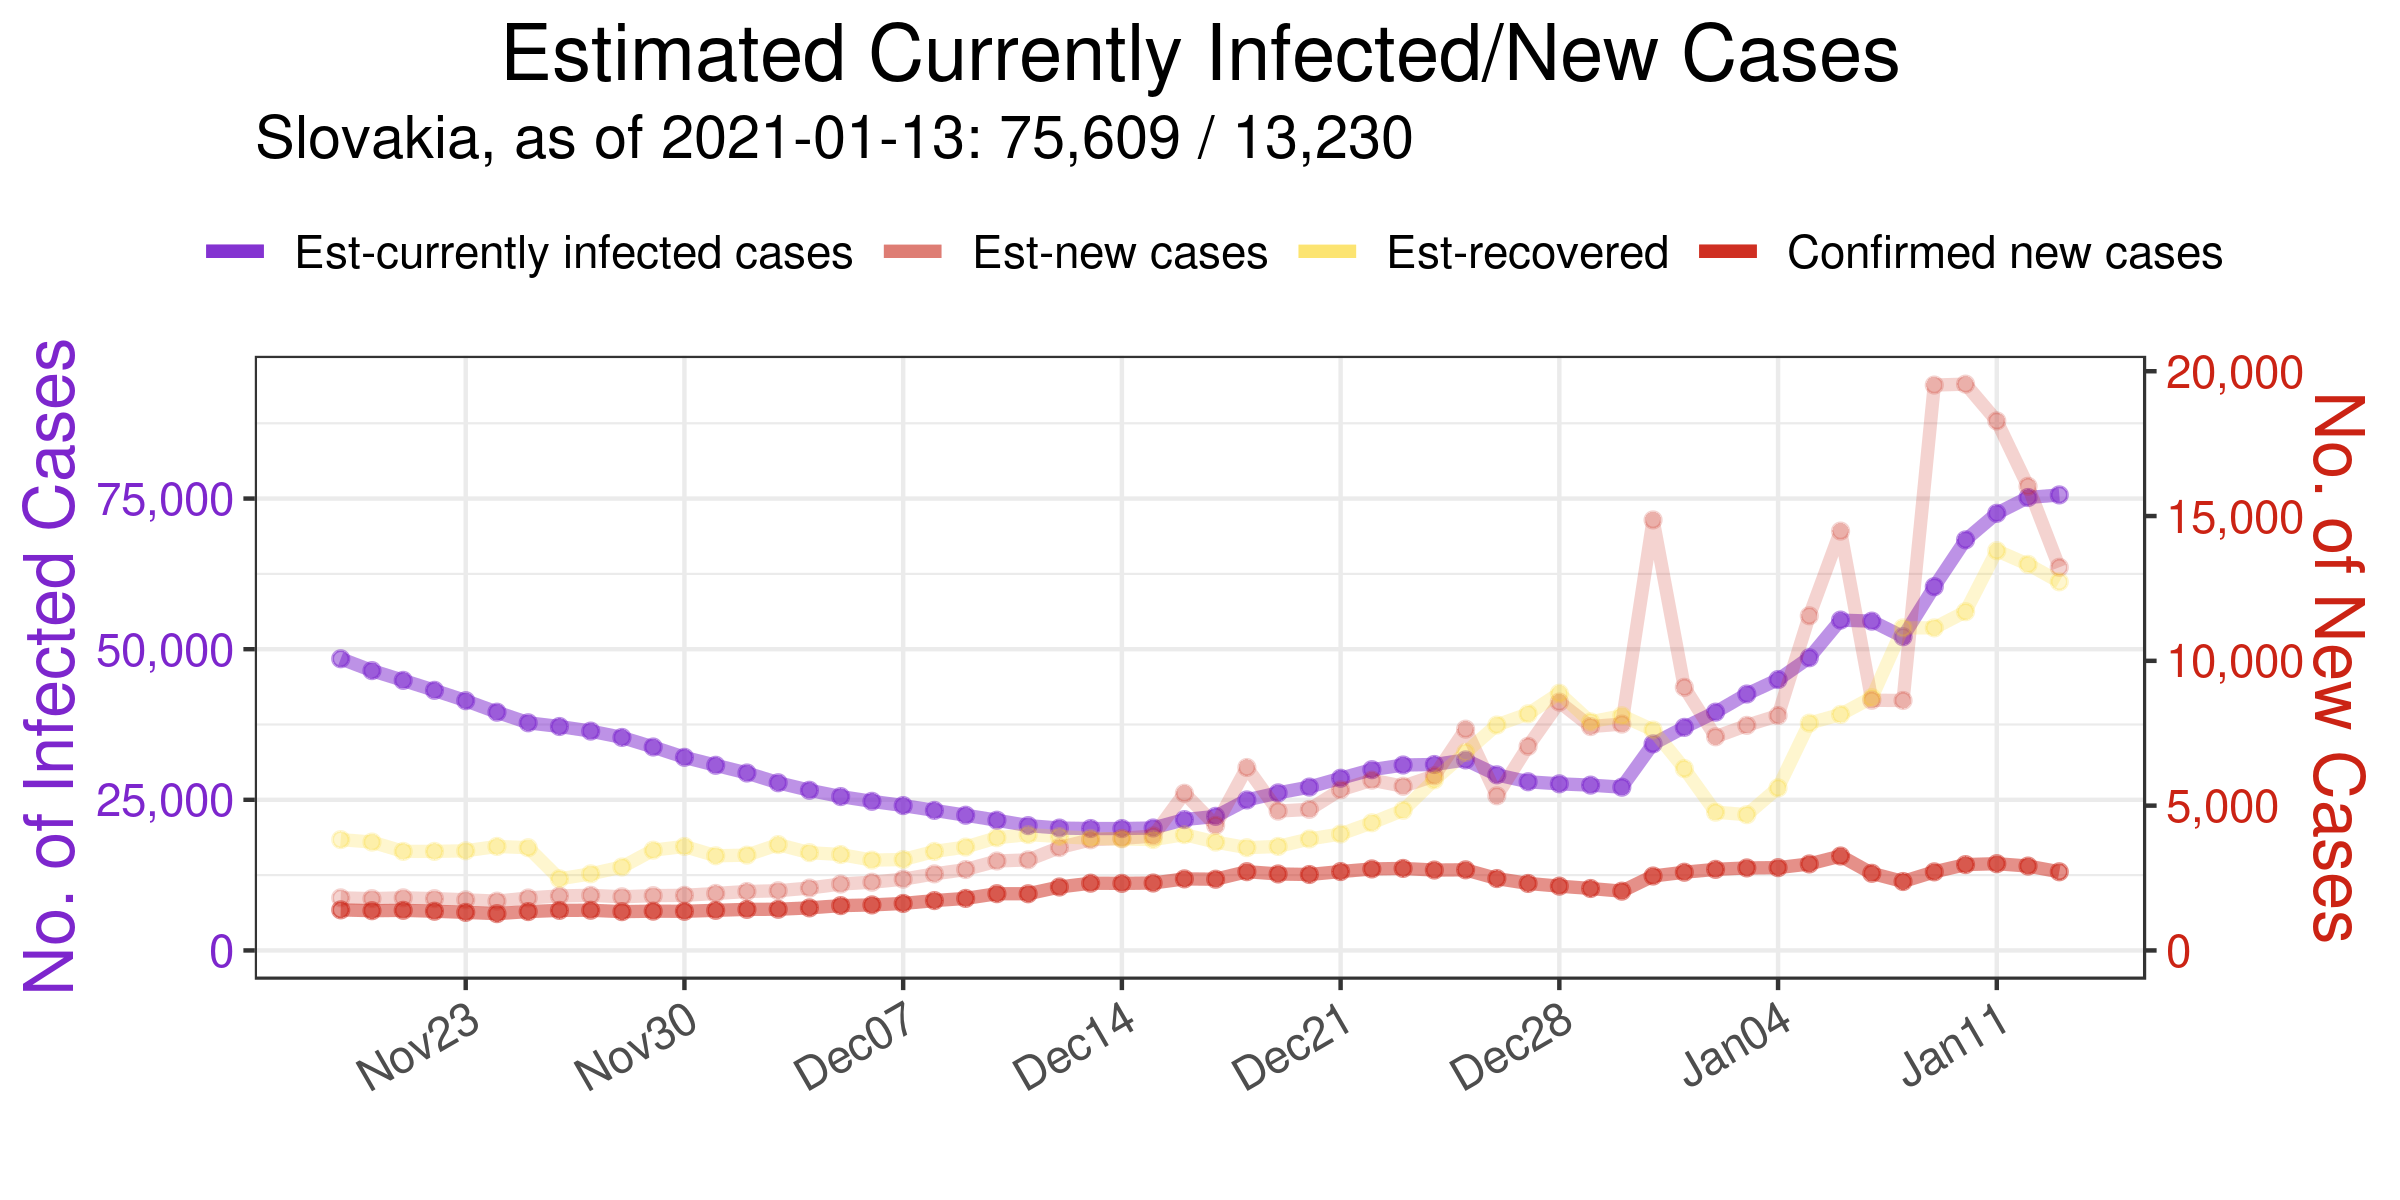 Estimated Currently Infected/New Cases
Slovakia, as of 2021-01-13: 75,609 / 13,230
Est-currently infected cases Est-new cases Est-recovered Confirmed new cases
No. of Infected Cases
75,000
50,000
25,000
0
20,000
15,000
10,000
5,000
0
No. of New Cases
Nov23 Nov30 Dec07 Dec14 Dec21 Dec28 Jan04 Jan11